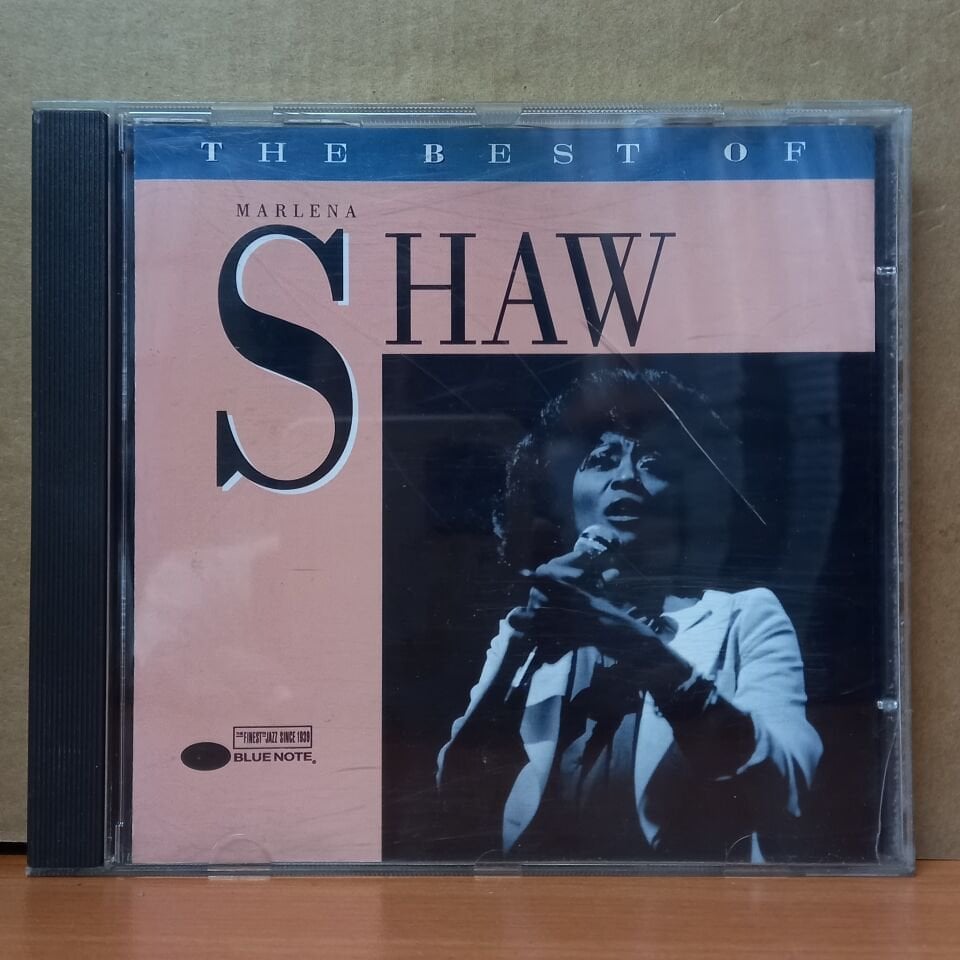 THE BEST OF
MARLENA
SHAW
THE FINEST IN JAZZ SINCE 1939
BLUE NOTE®